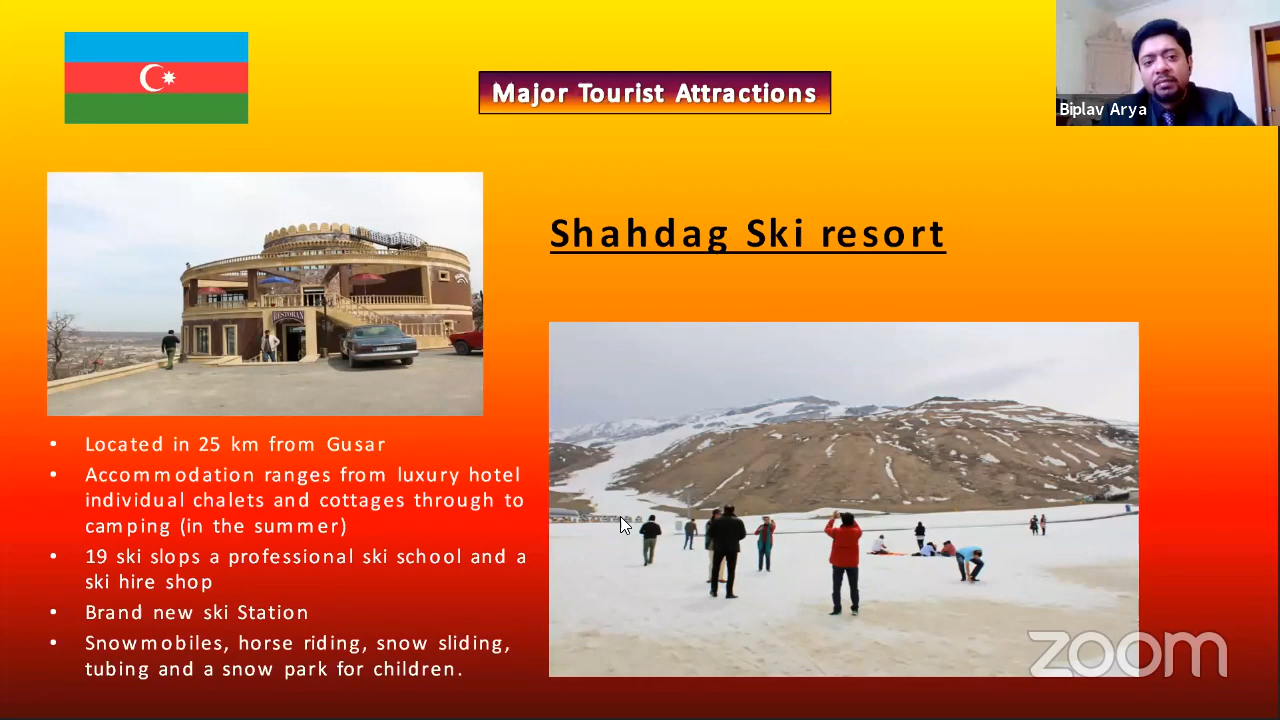 Major Tourist Attractions
Biplav Arya
Shahdag Ski resort
RESTORAN
• Located in 25 km from Gusar
• Accommodation ranges from luxury hotel
individual chalets and cottages through to
camping (in the summer)
• 19 ski slops a professional ski school and a
ski hire shop
• Brand new ski Station
• Snowmobiles, horse riding, snow sliding,
tubing and a snow park for children.
zoom